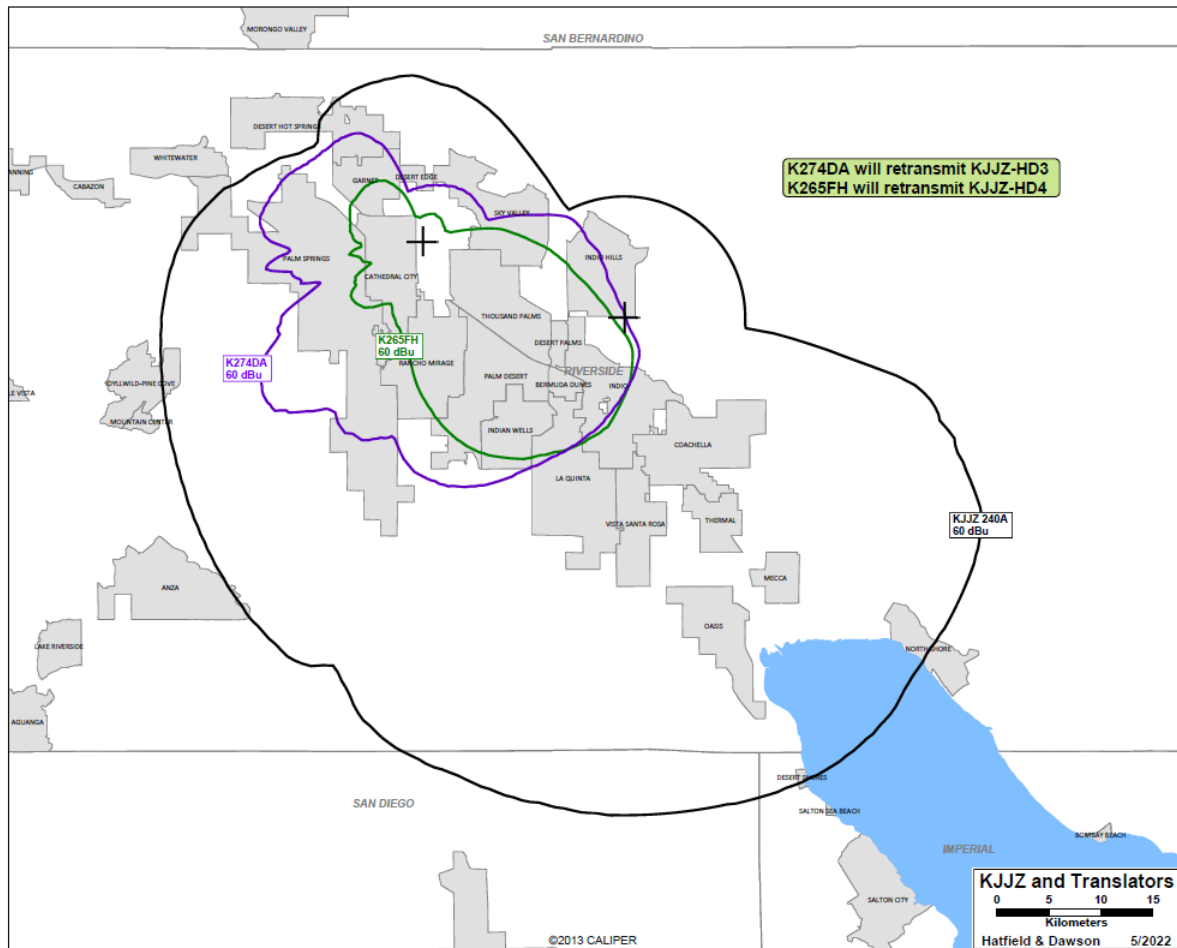 MORONGO VALLEY
SAN BERNARDINO
DESERT HOT SPRINGS
WHITEWATER
ANNING
CABAZON
GARNET
DESERT EDGE
SKY VALLEY
K274DA will retransmit KJJZ-HD3
K265FH will retransmit KJJZ-HD4
PALM SPRINGS
CATHEDRAL CITY
INDIO HILLS
THOUSAND PALMS
K265FH
60 dBu
DESERT PALMS
K274DA
60 dBu
RANCHO MIRAGE
PALM DESERT
RIVERSIDE
BERMUDA DUNES
INDIO
IDYLLWILD-PINE COVE
LE VISTA
MOUNTAIN CENTER
INDIAN WELLS
COACHELLA
LA QUINTA
VISTA SANTA ROSA
THERMAL
KJJZ 240A
60 dBu
MECCA
ANZA
OASIS
LAKE RIVERSIDE
NORTH SHORE
AGUANGA
DESERT SHORES
SAN DIEGO
SALTON SEA BEACH
BOMBAY BEACH
IMPERIAL
SALTON CITY
KJJZ and Translators
0 5 10 15
Kilometers
©2013 CALIPER
Hatfield & Dawson 5/2022